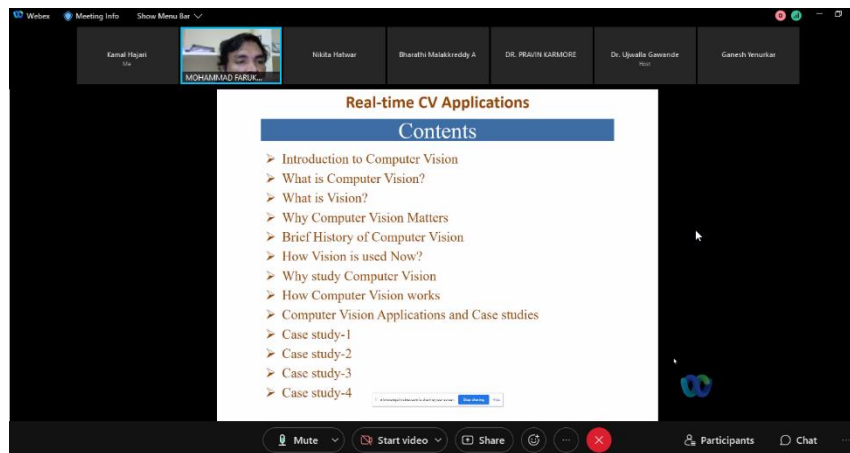 Webex Meeting Info Show Menu Bar
Kamal Hajari
Me
MOHAMMAD FARUK...
Nikita Hatwar
Bharathi Malakkreddy A
DR. PRAVIN KARMORE
Dr. Ujwalla Gawande
Host
Ganesh Yenurkar
Real-time CV Applications
Contents
➢ Introduction to Computer Vision
➢ What is Computer Vision?
➢ What is Vision?
➢ Why Computer Vision Matters
➢ Brief History of Computer Vision
➢ How Vision is used Now?
➢ Why study Computer Vision
➢ How Computer Vision works
➢ Computer Vision Applications and Case studies
➢ Case study-1
➢ Case study-2
➢ Case study-3
➢ Case study-4
Stop sharing Hide
Mute Start video Share Participants Chat